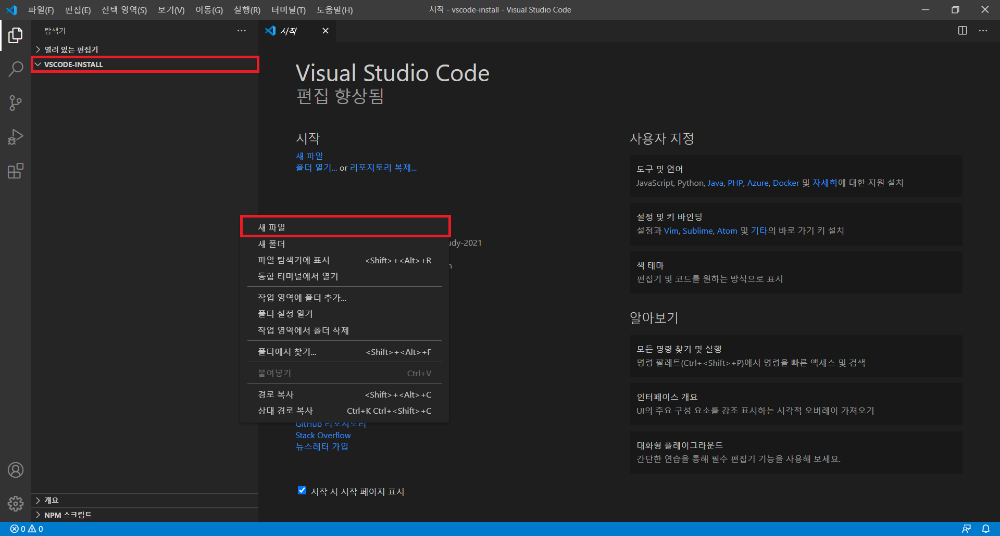 파일(F) 편집(E) 선택 영역(S) 보기(V) 이동(G) 실행(R) 터미널(T) 도움말(H)
시작 - vscode-install - Visual Studio Code
탐색기
열려 있는 편집기
VSCODE-INSTALL
개요
NPM 스크립트
시작
Visual Studio Code
편집 향상됨
시작
새 파일
폴더 열기... or 리포지토리 복제...
udy-2021
n
새 파일
새 폴더
파일 탐색기에 표시 <Shift>+<Alt>+R
통합 터미널에서 열기
작업 영역에 폴더 추가...
폴더 설정 열기
작업 영역에서 폴더 삭제
폴더에서 찾기... <Shift>+<Alt>+F
붙여넣기 Ctrl+V
경로 복사 <Shift>+<Alt>+C
상대 경로 복사 Ctrl+K Ctrl+<Shift>+C
GitHub 리포지토리
Stack Overflow
뉴스레터 가입
시작 시 시작 페이지 표시
사용자 지정
도구 및 언어
JavaScript, Python, Java, PHP, Azure, Docker 및 자세히에 대한 지원 설치
설정 및 키 바인딩
설정과 Vim, Sublime, Atom 및 기타의 바로 가기 키 설치
색 테마
편집기 및 코드를 원하는 방식으로 표시
알아보기
모든 명령 찾기 및 실행
명령 팔레트(Ctrl+<Shift>+P)에서 명령을 빠른 액세스 및 검색
인터페이스 개요
UI의 주요 구성 요소를 강조 표시하는 시각적 오버레이 가져오기
대화형 플레이그라운드
간단한 연습을 통해 필수 편집기 기능을 사용해 보세요.
0 0